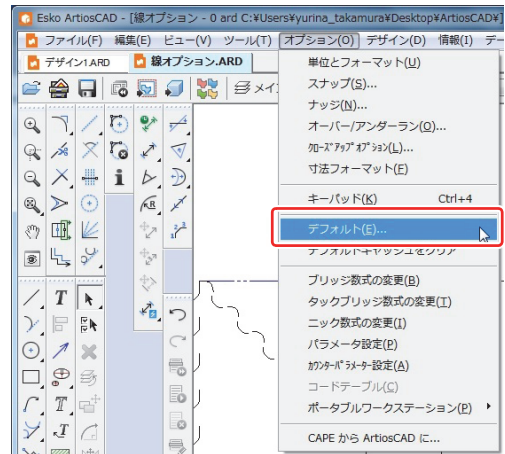 Esko ArtiosCAD - [線オプション - 0 ard C:¥Users¥yurina_takamura¥Desktop¥ArtiosCAD¥]
ファイル(F) 編集(E) ビュー(V) ツール(T) オプション(O) デザイン(D) 情報(I) デー
デザイン1.ARD 線オプション.ARD
メイ
単位とフォーマット(U)
スナップ(S)...
ナッジ(N)...
オーバー/アンダーラン(O)...
クローズアップオプション(L)...
寸法フォーマット(F)
キーパッド(K) Ctrl+4
デフォルト(E)...
デフォルトキャッシュをクリア
ブリッジ数式の変更(B)
タックブリッジ数式の変更(T)
ニック数式の変更(I)
パラメータ設定(P)
カウンターパラメーター設定(A)
コードテーブル(C)
ポータブルワークステーション(P)
CAPE から ArtiosCAD に...